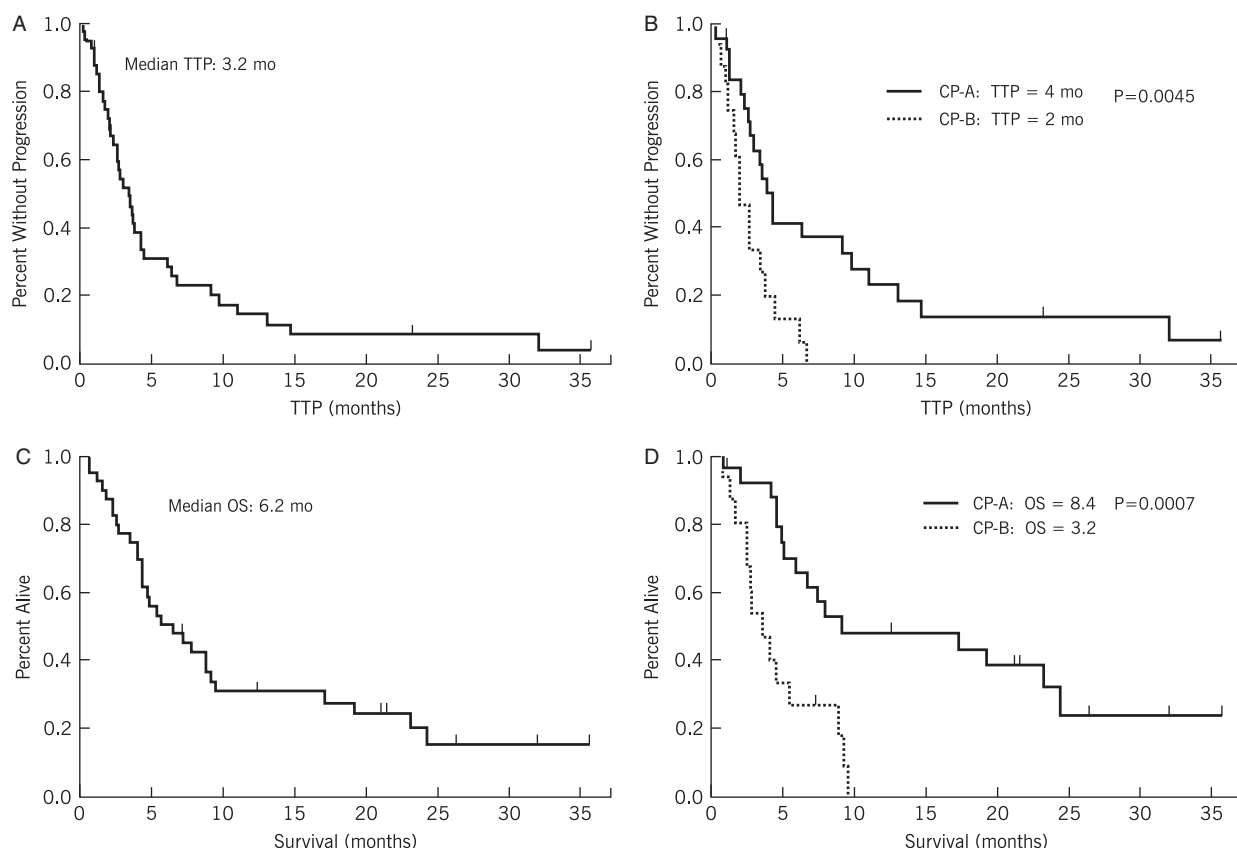 A
Median TTP: 3.2 mo
Percent Without Progression
1.0
0.8
0.6
0.4
0.2
0.0
0 5 10 15 20 25 30 35
TTP (months)
B
CP-A: TTP = 4 mo P=0.0045
CP-B: TTP = 2 mo
Percent Without Progression
1.0
0.8
0.6
0.4
0.2
0.0
0 5 10 15 20 25 30 35
TTP (months)
C
Median OS: 6.2 mo
Percent Alive
1.0
0.8
0.6
0.4
0.2
0.0
0 5 10 15 20 25 30 35
Survival (months)
D
CP-A: OS = 8.4 P=0.0007
CP-B: OS = 3.2
Percent Alive
1.0
0.8
0.6
0.4
0.2
0.0
0 5 10 15 20 25 30 35
Survival (months)